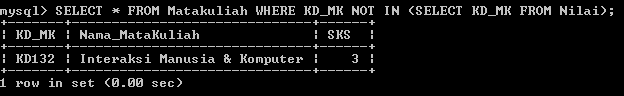 mysql> SELECT * FROM Matakuliah WHERE KD_MK NOT IN (SELECT KD_MK FROM Nilai);
+-------+------------------------------+------+
| KD_MK | Nama_MataKuliah              | SKS  |
+-------+------------------------------+------+
| KD132 | Interaksi Manusia & Komputer |    3 |
+-------+------------------------------+------+
1 row in set (0.00 sec)